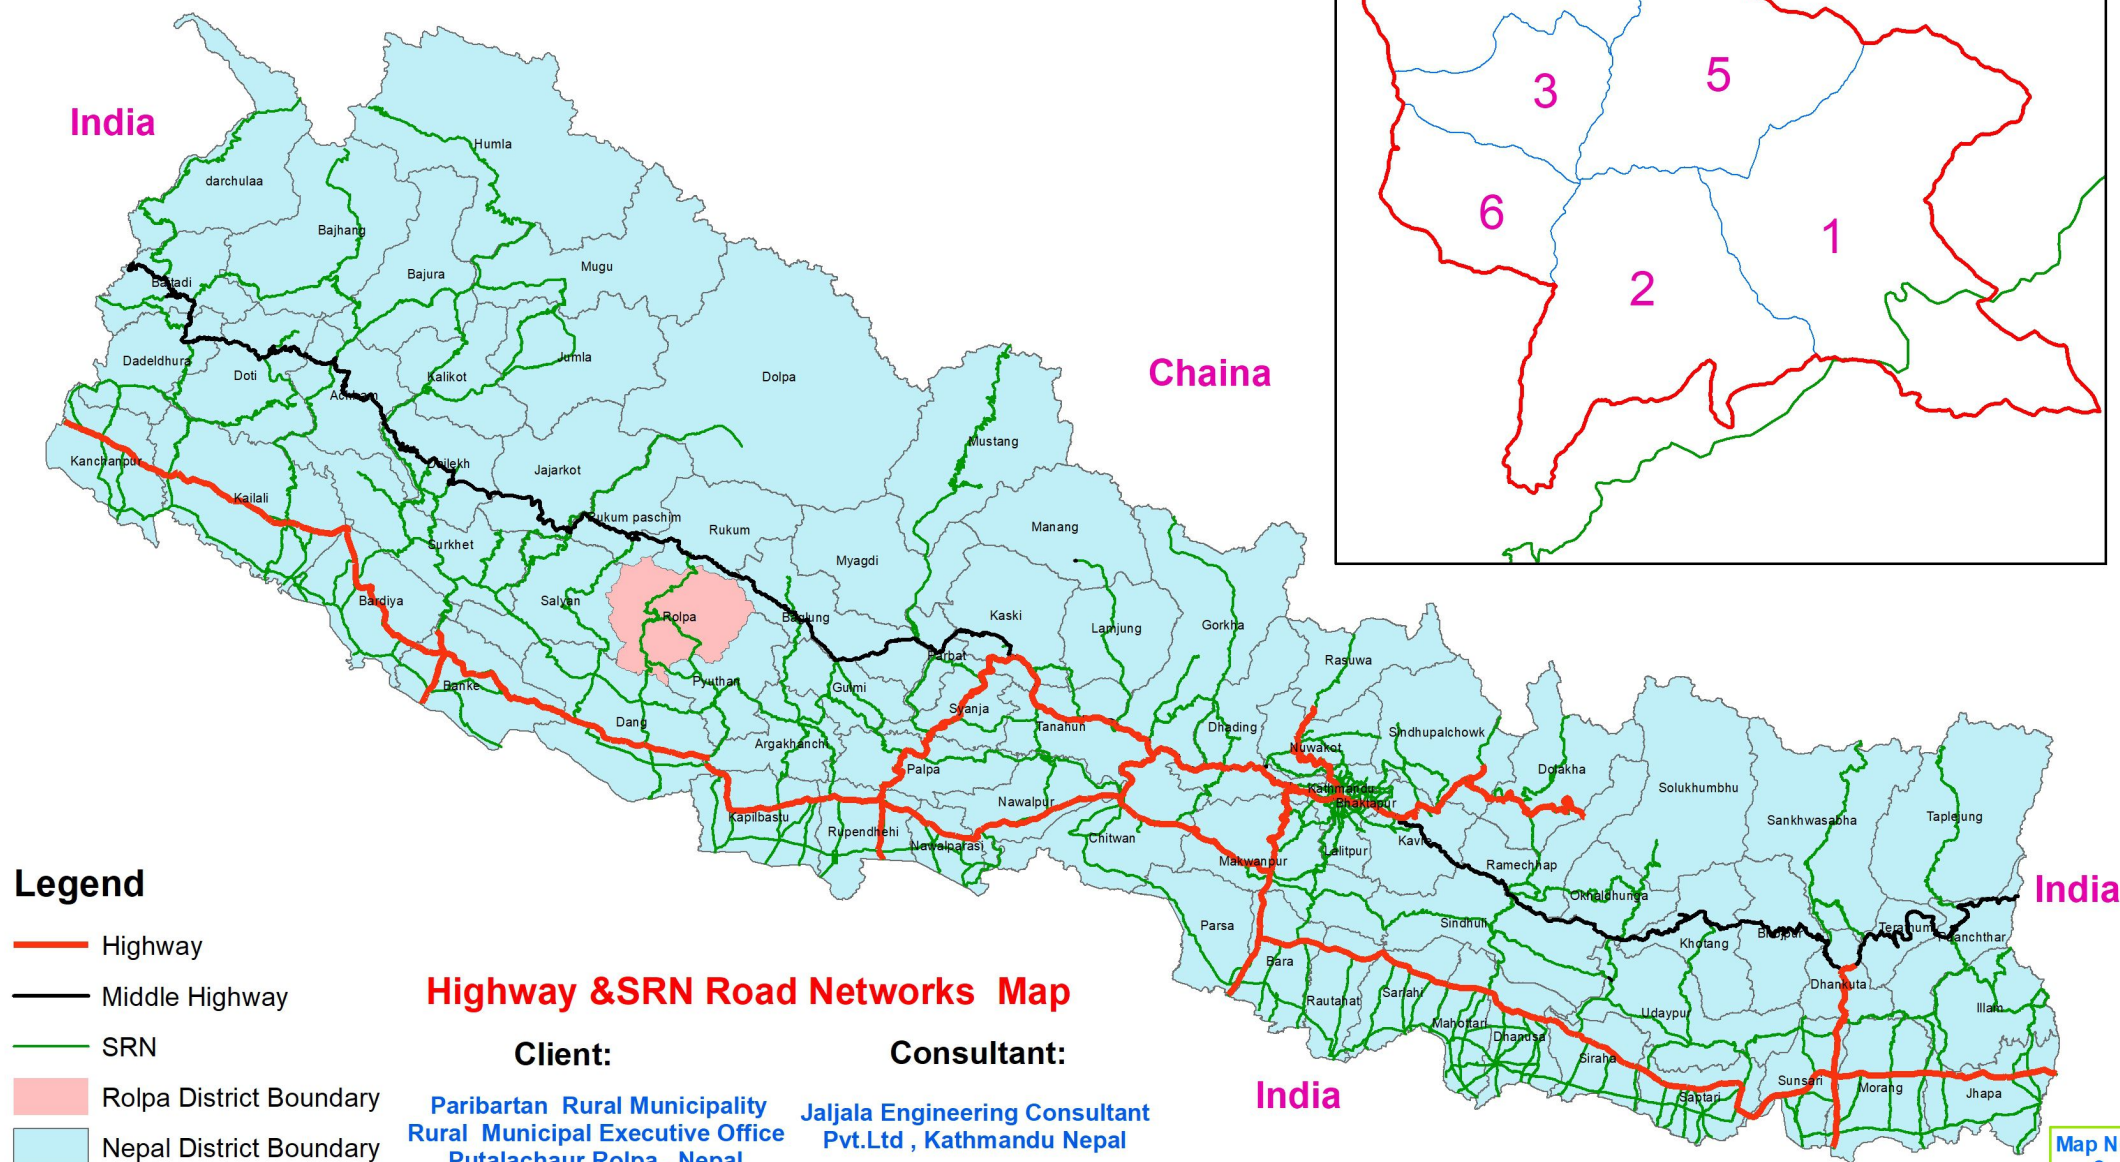 India
Humla
darchulaa
Bajhang
Bajura
Mugu
Baitadi
Dadeldhura
Doti
Jumla
Kalikot
Achham
Dolpa
Chaina
Mustang
Kanchanpur
Dailekh
Jajarkot
Kailali
Rukum paschim
Rukum
Manang
Surkhet
Myagdi
Bardiya
Salyan
Rolpa
Baglung
Kaski
Lamjung
Gorkha
Parbat
Rasuwa
Banke
Pyuthan
Gulmi
Syanja
Tanahun
Dang
Dhading
Sindhupalchowk
Argakhanchi
Nuwakot
Palpa
Dolakha
Kathmandu
Bhaktapur
Solukhumbhu
Nawalpur
Kapilbastu
Rupendhehi
Nawalparasi
Chitwan
Kavre
Lalitpur
Makwanpur
Ramechhap
Sankhwasabha
Taplejung
Okhaldhunga
India
Parsa
Sindhuli
Khotang
Bhojpur
Terathum
Paanchthar
Bara
Dhankuta
Rautahat
Sarlahi
Udaypur
Illam
Mahottari
Dhanusa
Siraha
Sunsari
Morang
Jhapa
Saptari
India
3
5
6
1
2
Legend
Highway
Middle Highway
SRN
Rolpa District Boundary
Nepal District Boundary
Highway &SRN Road Networks Map
Client:
Paribartan Rural Municipality
Rural Municipal Executive Office
Putalachaur Rolpa , Nepal
Consultant:
Jaljala Engineering Consultant
Pvt.Ltd , Kathmandu Nepal
Map N